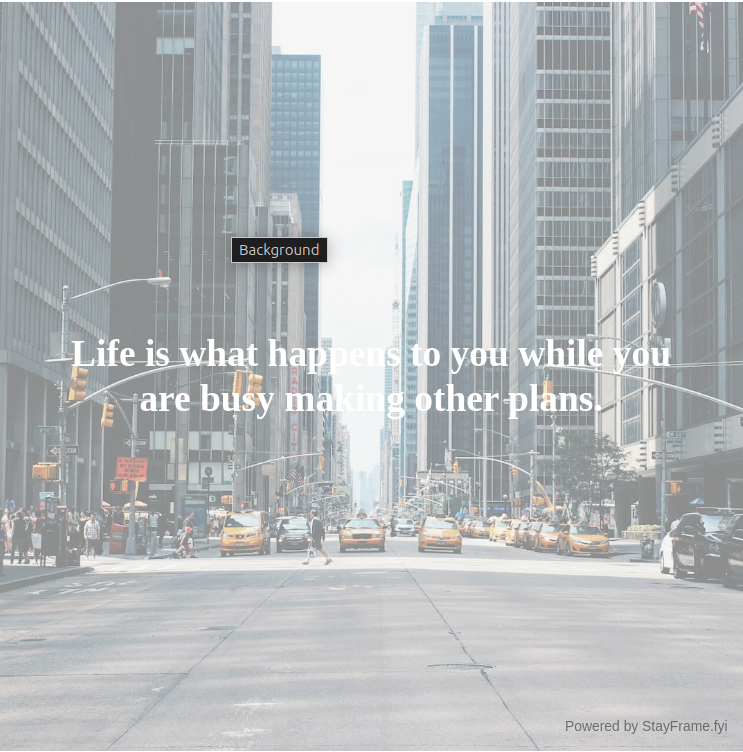 Background
Life is what happens to you while you
are busy making other plans.
Powered by StayFrame.fyi